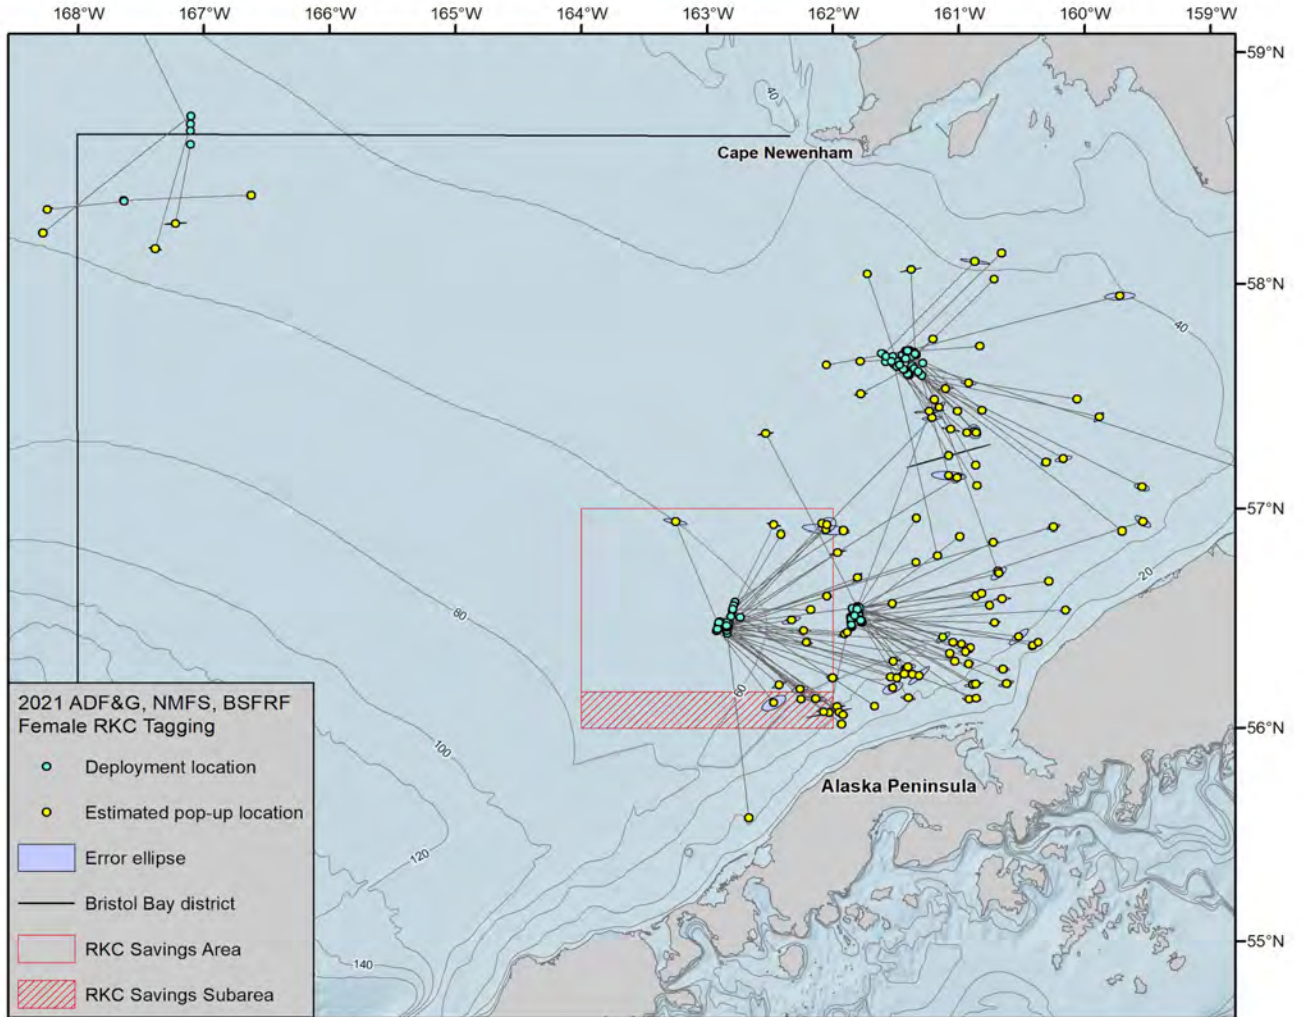 168°W 167°W 166°W 165°W 164°W 163°W 162°W 161°W 160°W 159°W
59°N
40
Cape Newenham
58°N
40
57°N
20
80
60
56°N
2021 ADF&G, NMFS, BSFRF
Female RKC Tagging
100
Deployment location
Alaska Peninsula
Estimated pop-up location
Error ellipse
120
Bristol Bay district
RKC Savings Area
55°N
140
RKC Savings Subarea